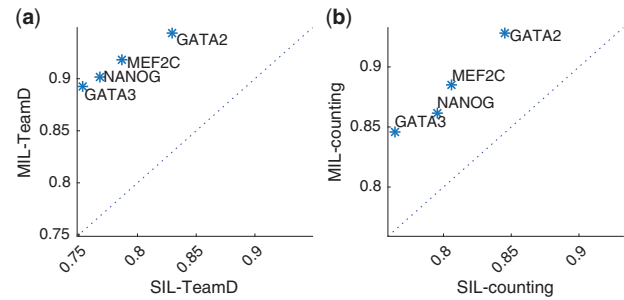 (a)
MIL-TeamD
0.9
0.85
0.8
0.75
GATA2
MEF2C
NANOG
GATA3
0.75
0.8
0.85
0.9
SIL-TeamD
(b)
MIL-counting
0.9
0.85
0.8
GATA2
MEF2C
NANOG
GATA3
0.8
0.85
0.9
SIL-counting